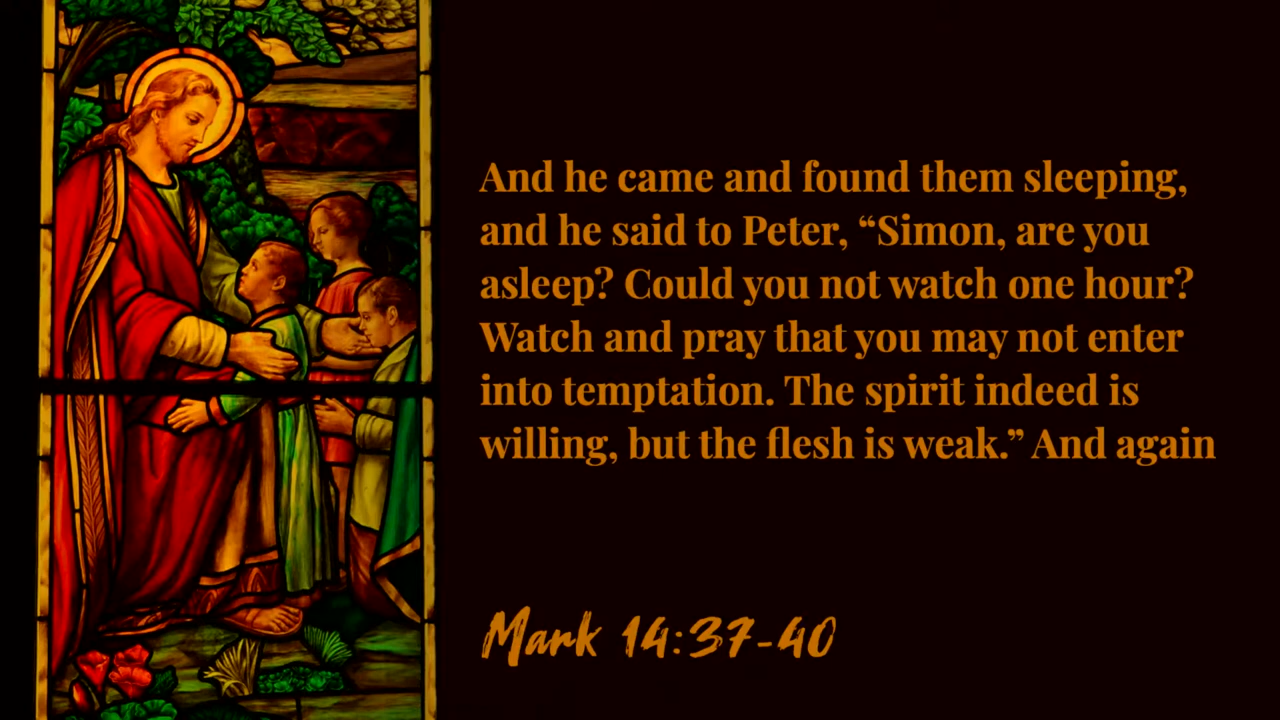 And he came and found them sleeping,
and he said to Peter, “Simon, are you
asleep? Could you not watch one hour?
Watch and pray that you may not enter
into temptation. The spirit indeed is
willing, but the flesh is weak.” And again
Mark 14:37-40